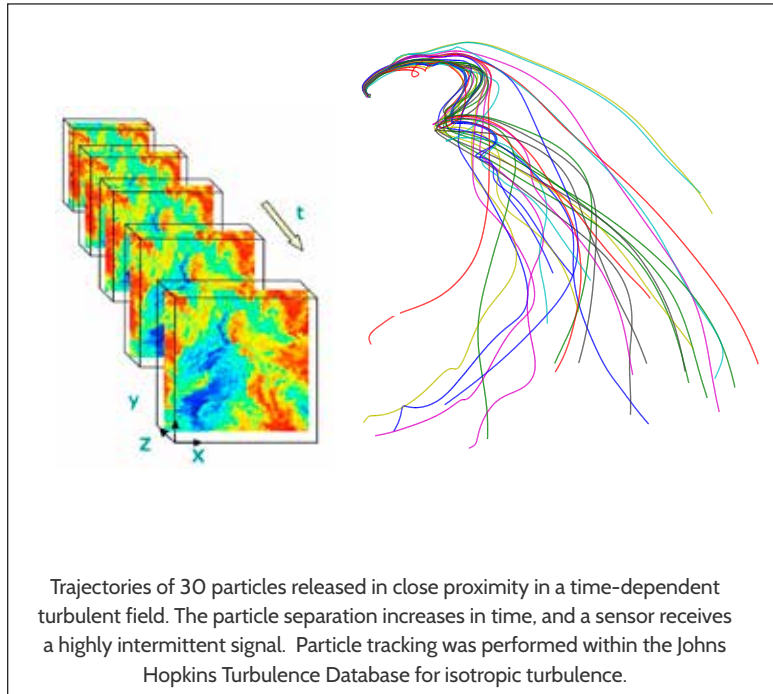 t
y
z
x
Trajectories of 30 particles released in close proximity in a time-dependent
turbulent field. The particle separation increases in time, and a sensor receives
a highly intermittent signal. Particle tracking was performed within the Johns
Hopkins Turbulence Database for isotropic turbulence.